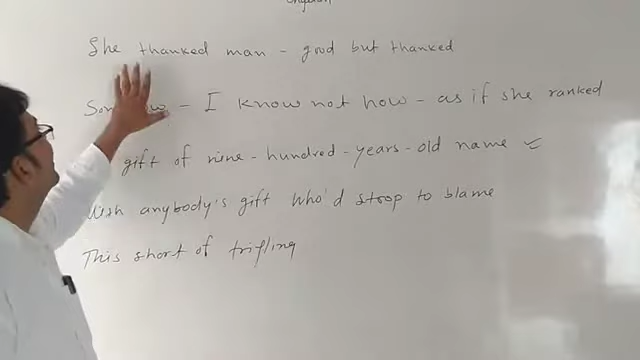 She thanked man - good but thanked
- I know not how - as if she ranked
gift of nine - hundred - years - old name
With anybody's gift Who'd stoop to blame
This short of trifling